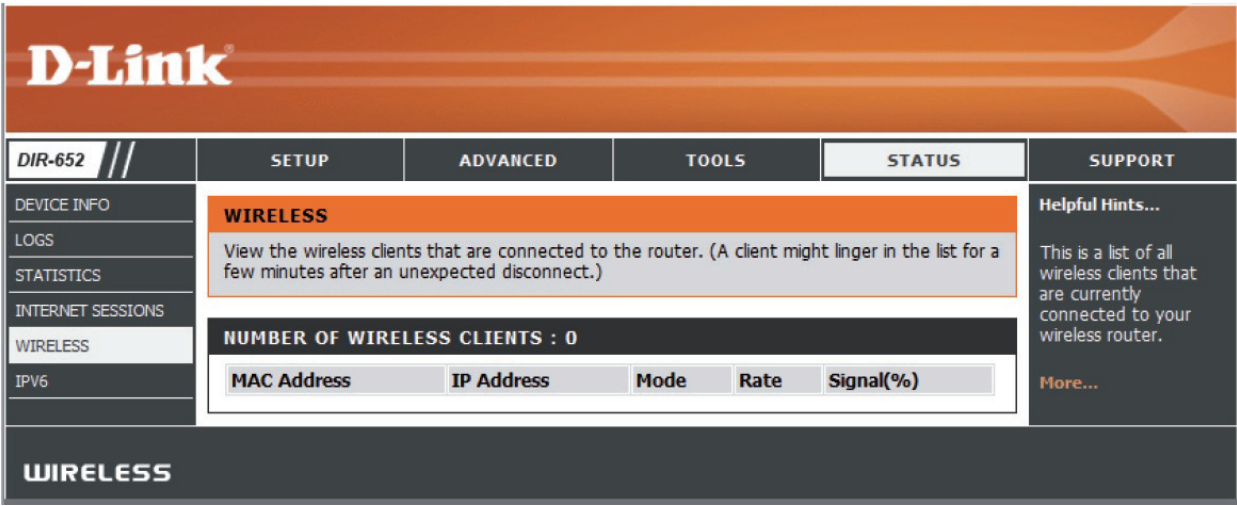 D-Link®
DIR-652
SETUP
ADVANCED
TOOLS
STATUS
SUPPORT
DEVICE INFO
LOGS
STATISTICS
INTERNET SESSIONS
WIRELESS
IPV6
WIRELESS
View the wireless clients that are connected to the router. (A client might linger in the list for a
few minutes after an unexpected disconnect.)
NUMBER OF WIRELESS CLIENTS : 0
MAC Address IP Address Mode Rate Signal(%)
Helpful Hints...
This is a list of all
wireless clients that
are currently
connected to your
wireless router.
More...
WIRELESS